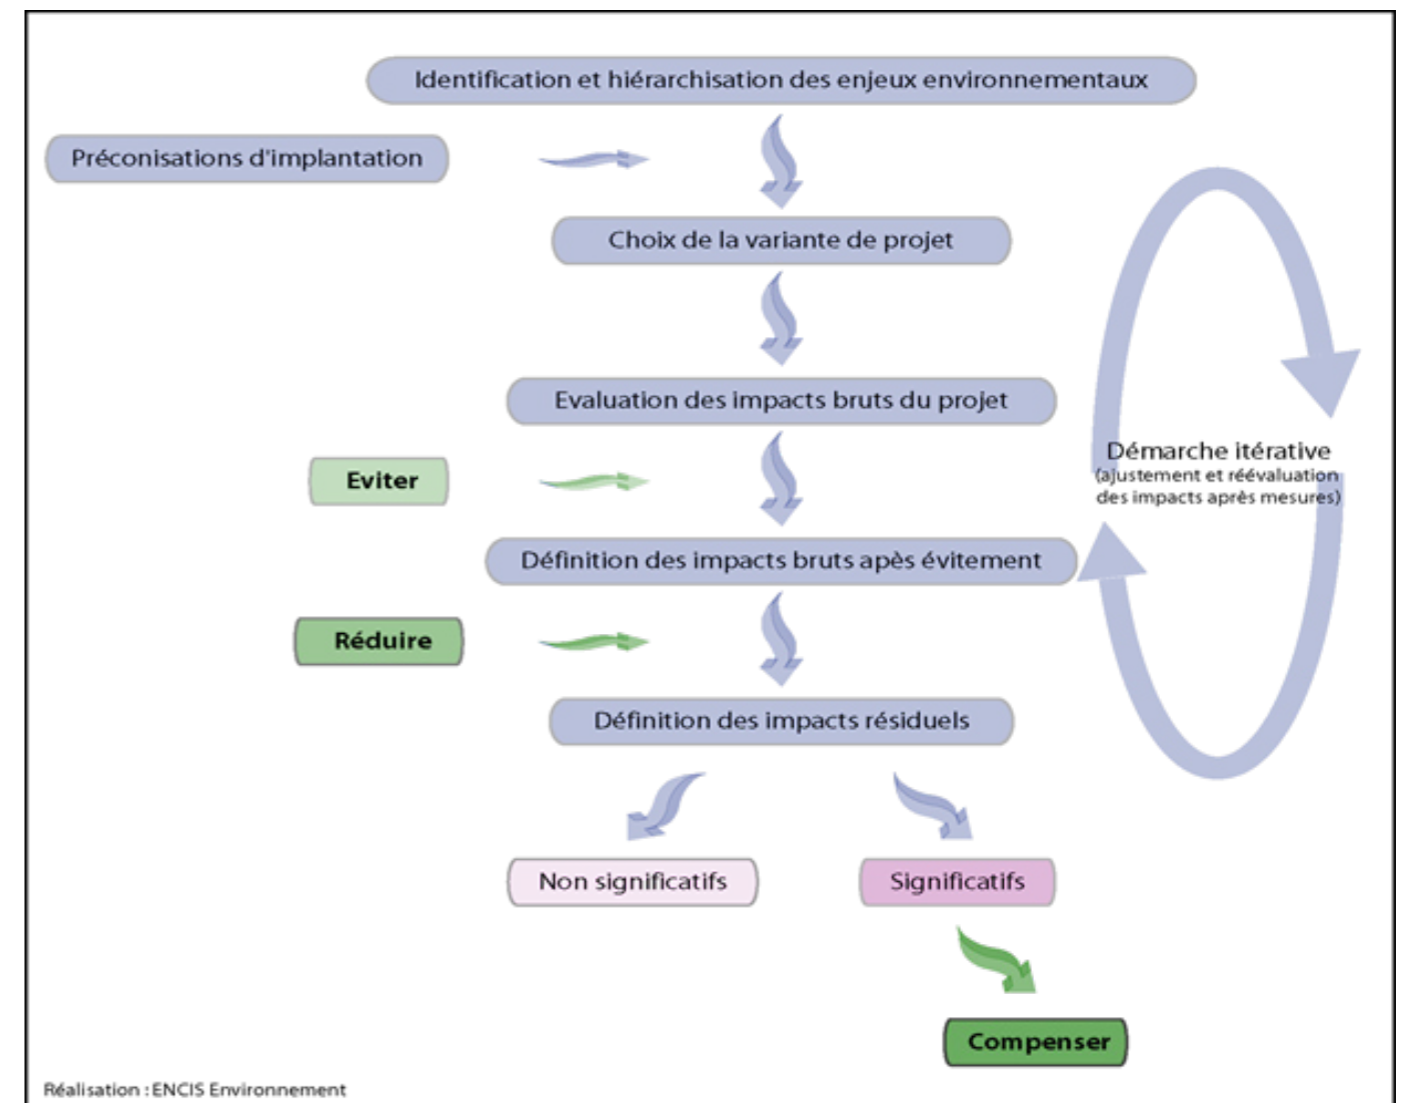 Identification et hiérarchisation des enjeux environnementaux
Préconisations d'implantation
Choix de la variante de projet
Evaluation des impacts bruts du projet
Démarche itérative
(ajustement et réévaluation
des impacts après mesures)
Eviter
Définition des impacts bruts apès évitement
Réduire
Définition des impacts résiduels
Non significatifs
Significatifs
Compenser
Réalisation : ENCIS Environnement